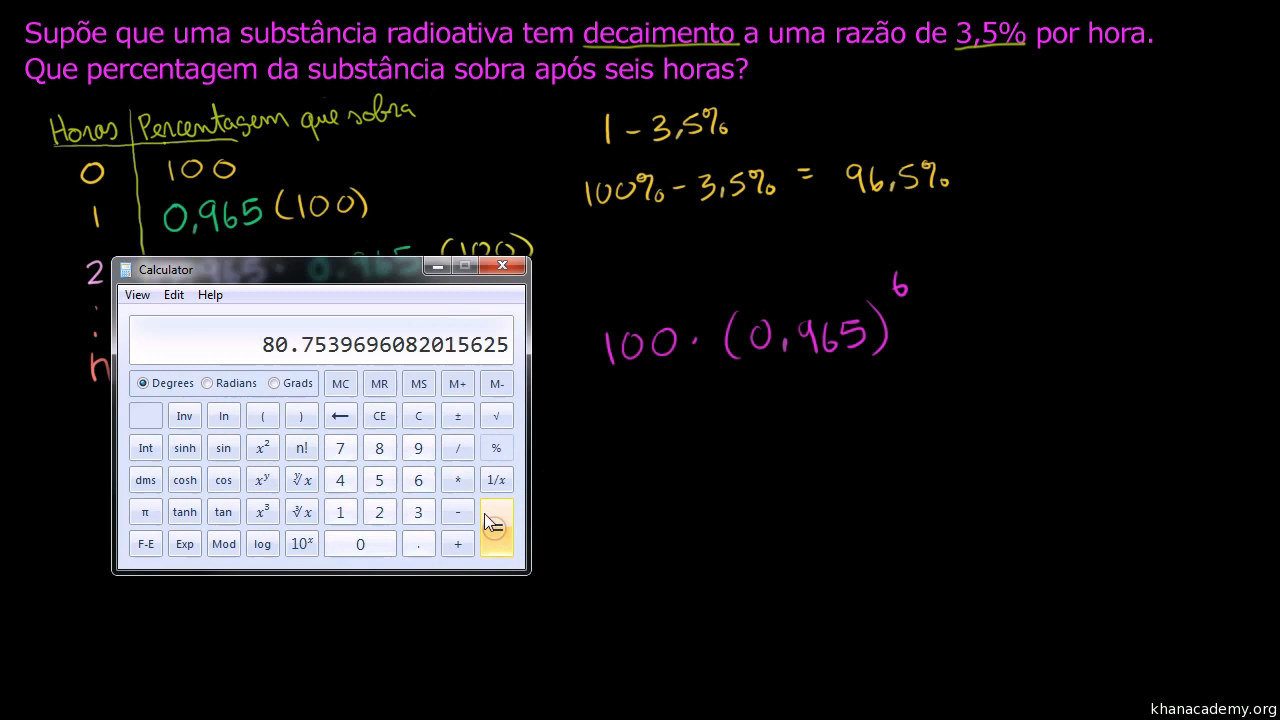 Supõe que uma substância radioativa tem decaimento a uma razão de 3,5% por hora.
Que percentagem da substância sobra após seis horas?
Horas Percentagem que sobra
0 100
1 0,965 (100)
2 0.965 (100)
n
1 - 3,5%
100% - 3,5% = 96,5%
100 · (0,965)^6
Calculator
View Edit Help
80.7539696082015625
Degrees Radians Grads MC MR MS M+ M-
Inv ln ( ) ← CE C ± √
Int sinh sin x² n! 7 8 9 / %
dms cosh cos xʸ ʸ√x 4 5 6 * 1/x
π tanh tan x³ ³√x 1 2 3 - =
F-E Exp Mod log 10ˣ 0 . +
khanacademy.org